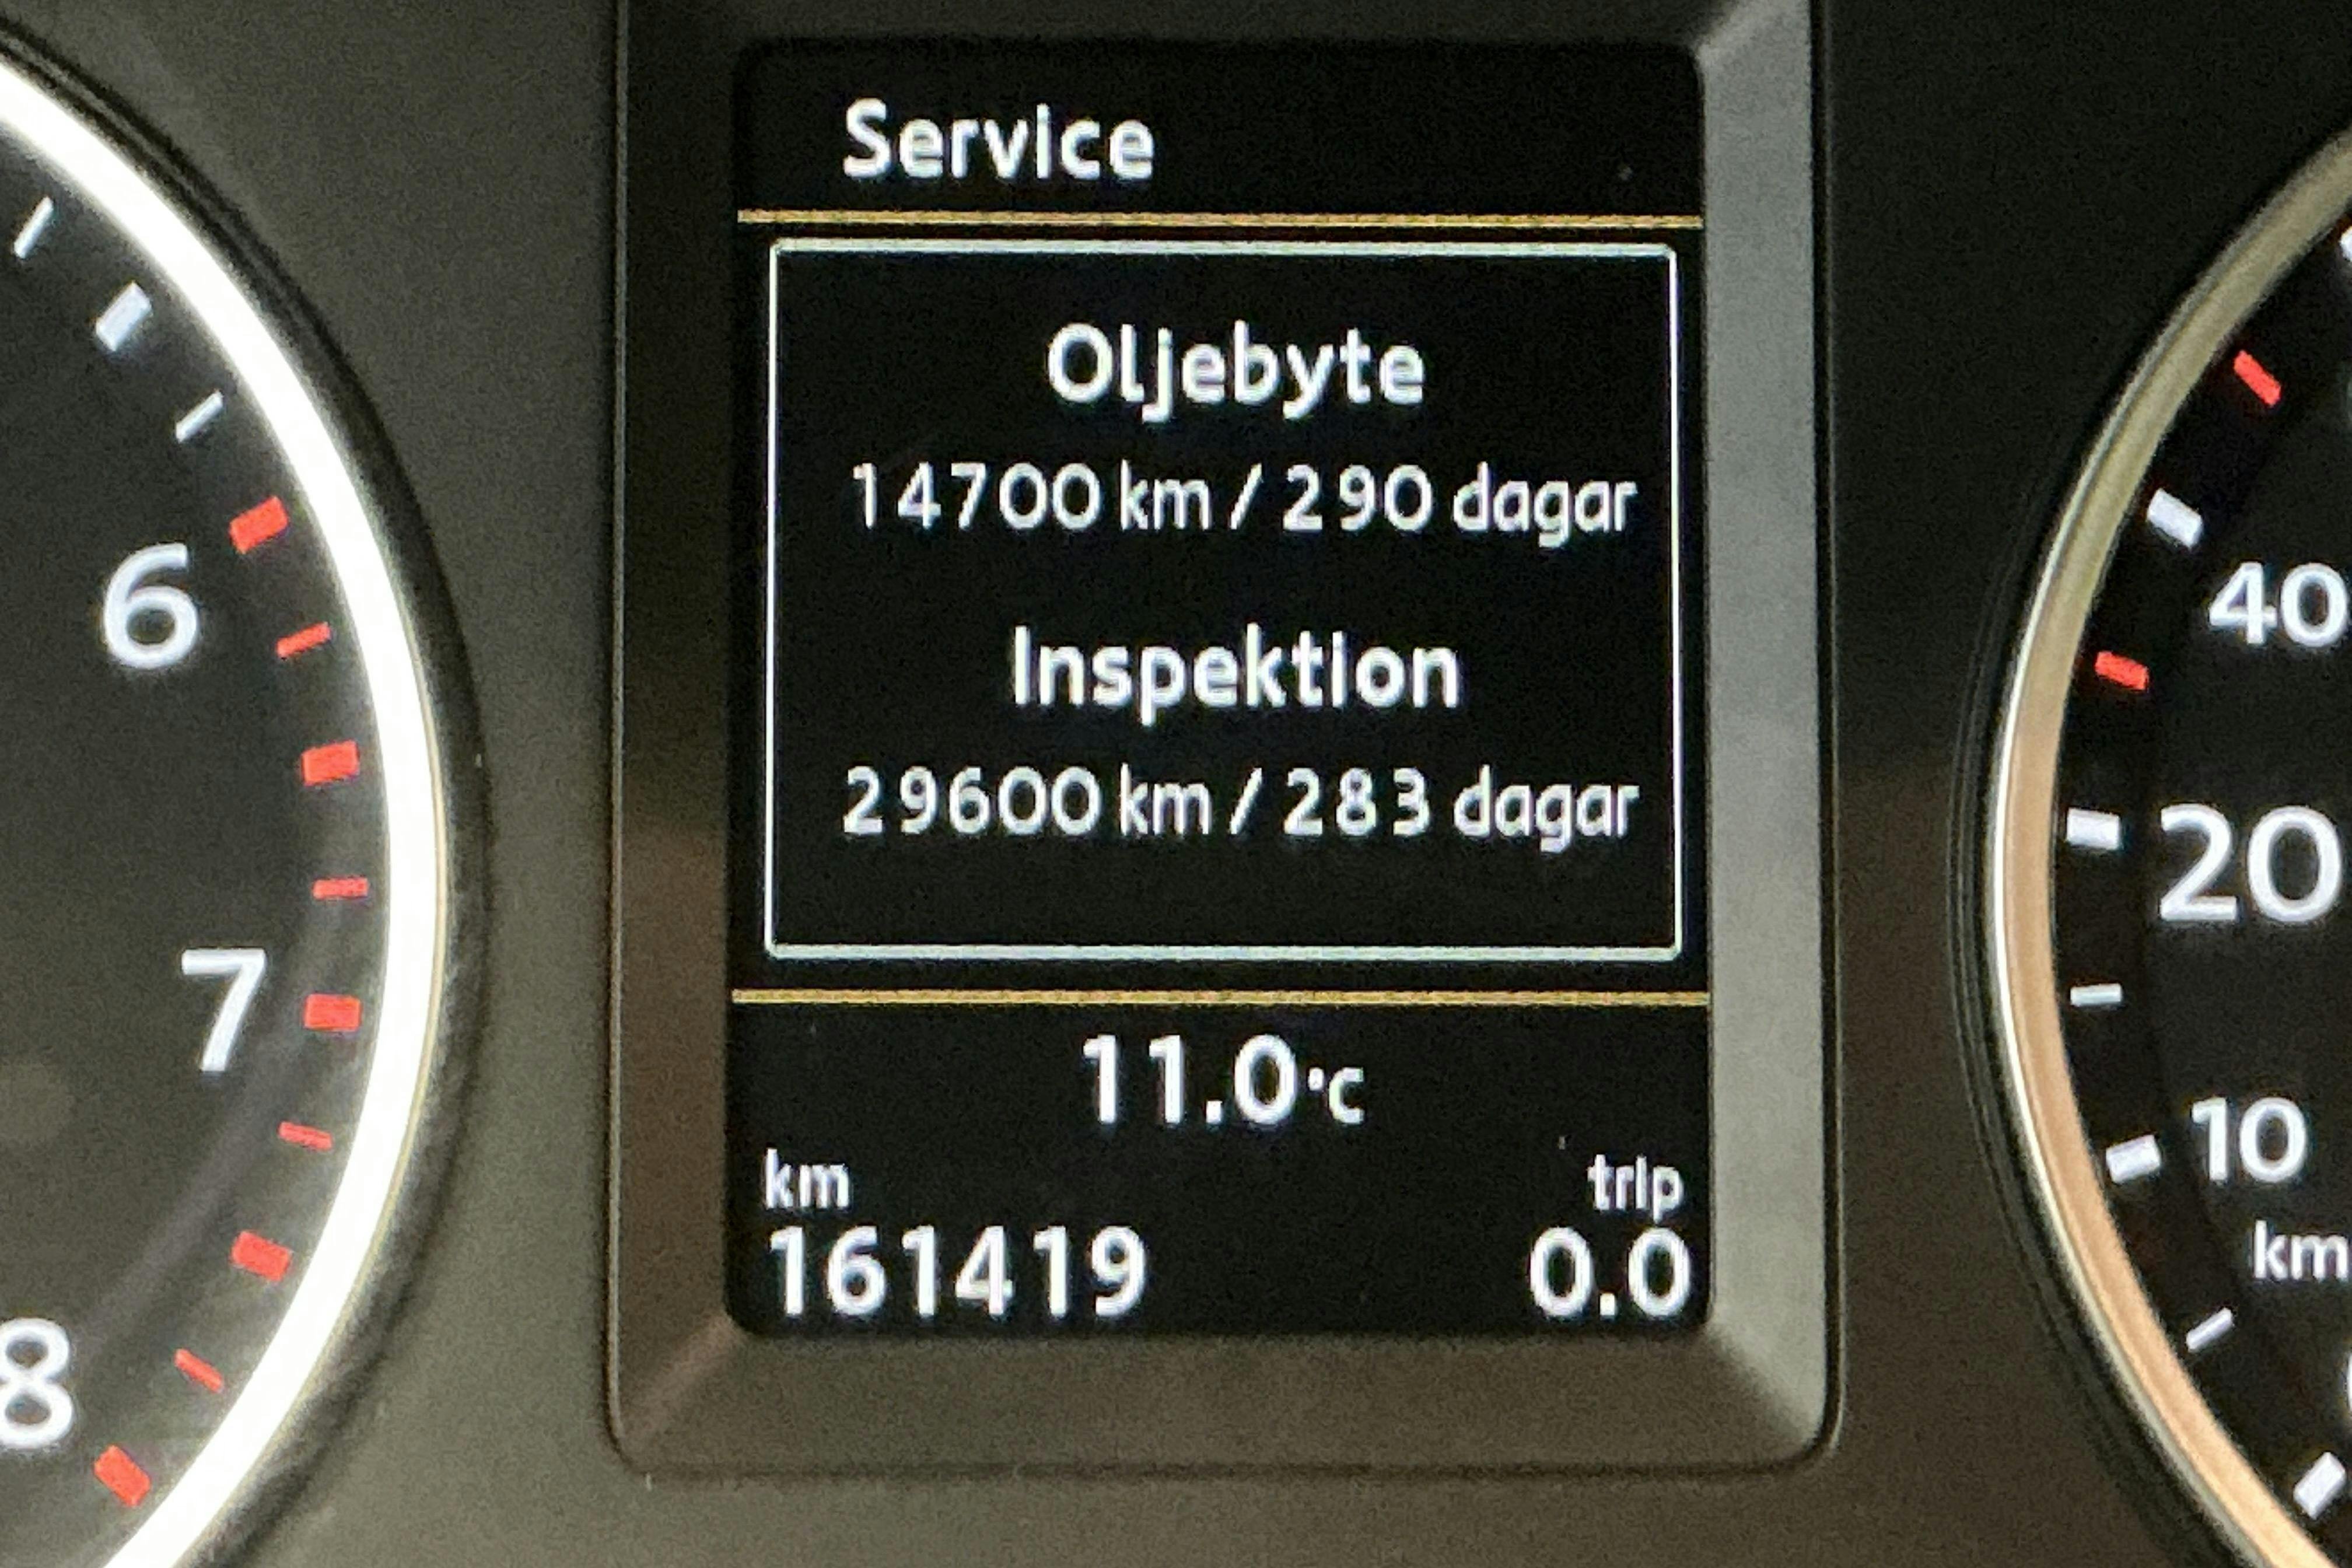 Service
Oljebyte
14700 km / 290 dagar
Inspektion
29600 km / 283 dagar
11.0°C
km trip
161419 0.0
6
7
8
40
20
10
km